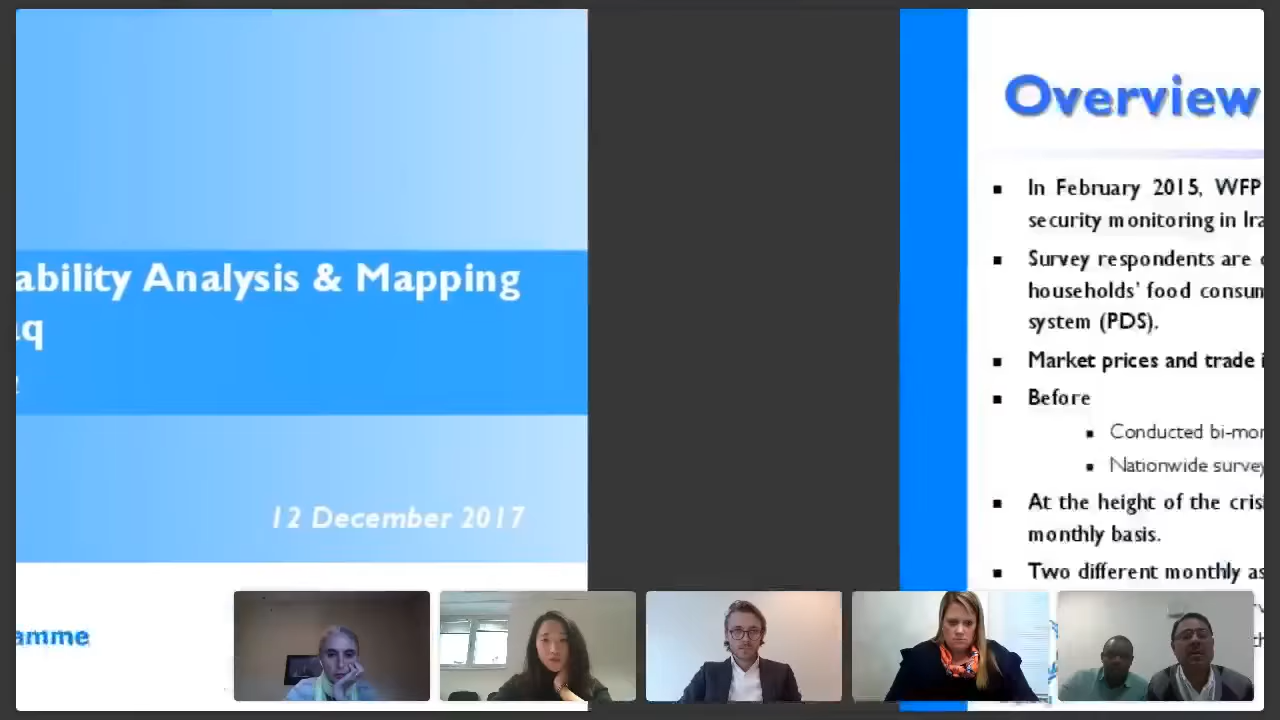 ability Analysis & Mapping
aq
12 December 2017
amme
Overview
In February 2015, WFP
security monitoring in Ira
Survey respondents are
households' food consum
system (PDS).
Market prices and trade i
Before
Conducted bi-mon
Nationwide survey
At the height of the cris
monthly basis.
Two different monthly as